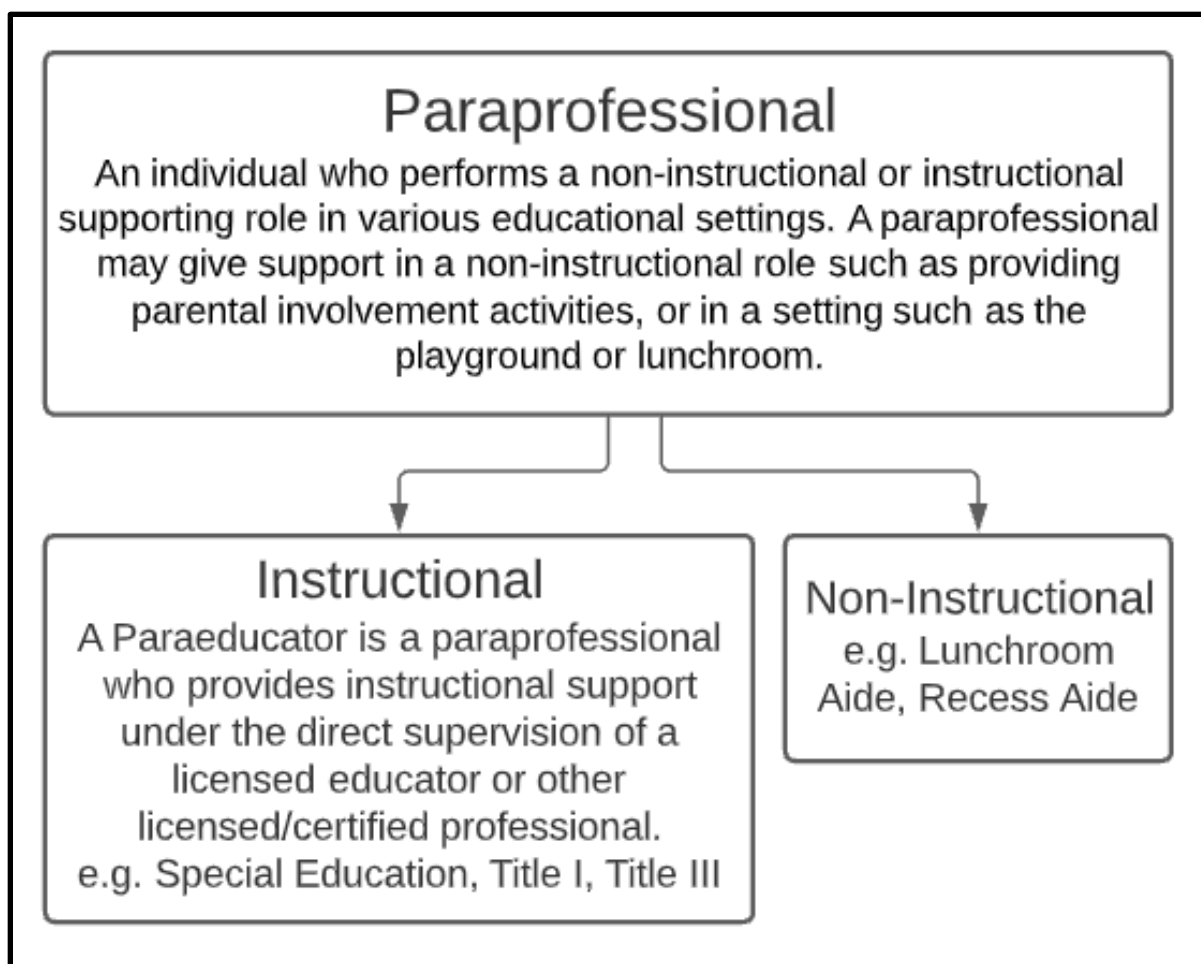 Paraprofessional
An individual who performs a non-instructional or instructional
supporting role in various educational settings. A paraprofessional
may give support in a non-instructional role such as providing
parental involvement activities, or in a setting such as the
playground or lunchroom.
Instructional
A Paraeducator is a paraprofessional
who provides instructional support
under the direct supervision of a
licensed educator or other
licensed/certified professional.
e.g. Special Education, Title I, Title III
Non-Instructional
e.g. Lunchroom
Aide, Recess Aide